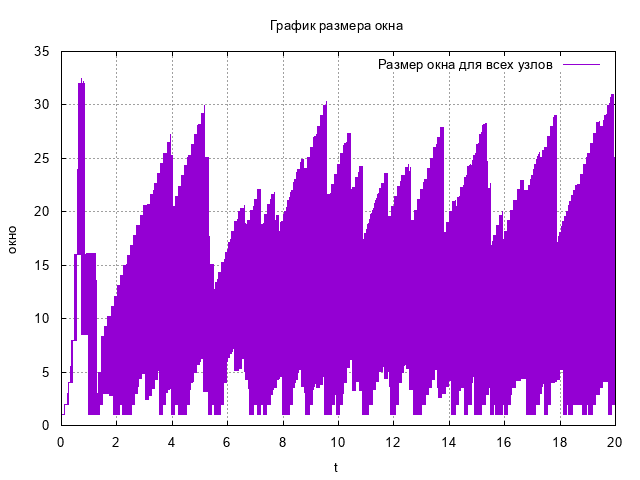 График размера окна
Размер окна для всех узлов
окно
35
30
25
20
15
10
5
0
0 2 4 6 8 10 12 14 16 18 20
t